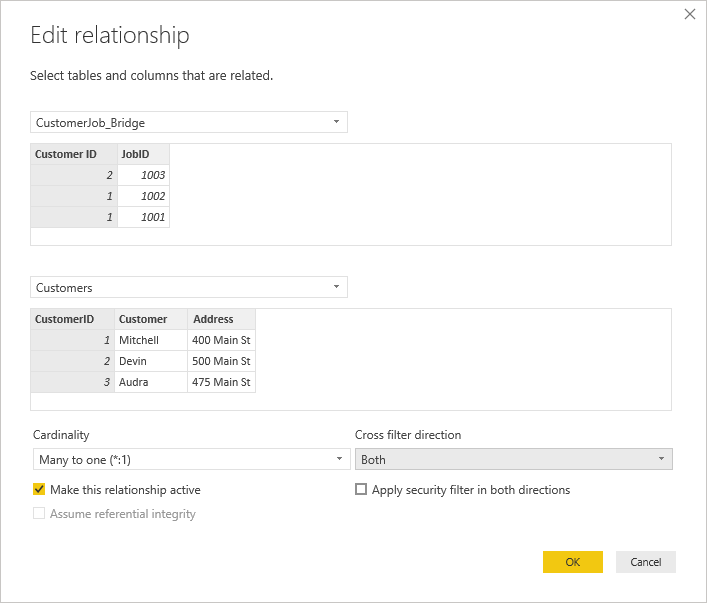 Edit relationship
Select tables and columns that are related.
CustomerJob_Bridge
Customer ID JobID
2 1003
1 1002
1 1001
Customers
CustomerID Customer Address
1 Mitchell 400 Main St
2 Devin 500 Main St
3 Audra 475 Main St
Cardinality Cross filter direction
Many to one (*:1) Both
Make this relationship active Apply security filter in both directions
Assume referential integrity
OK Cancel